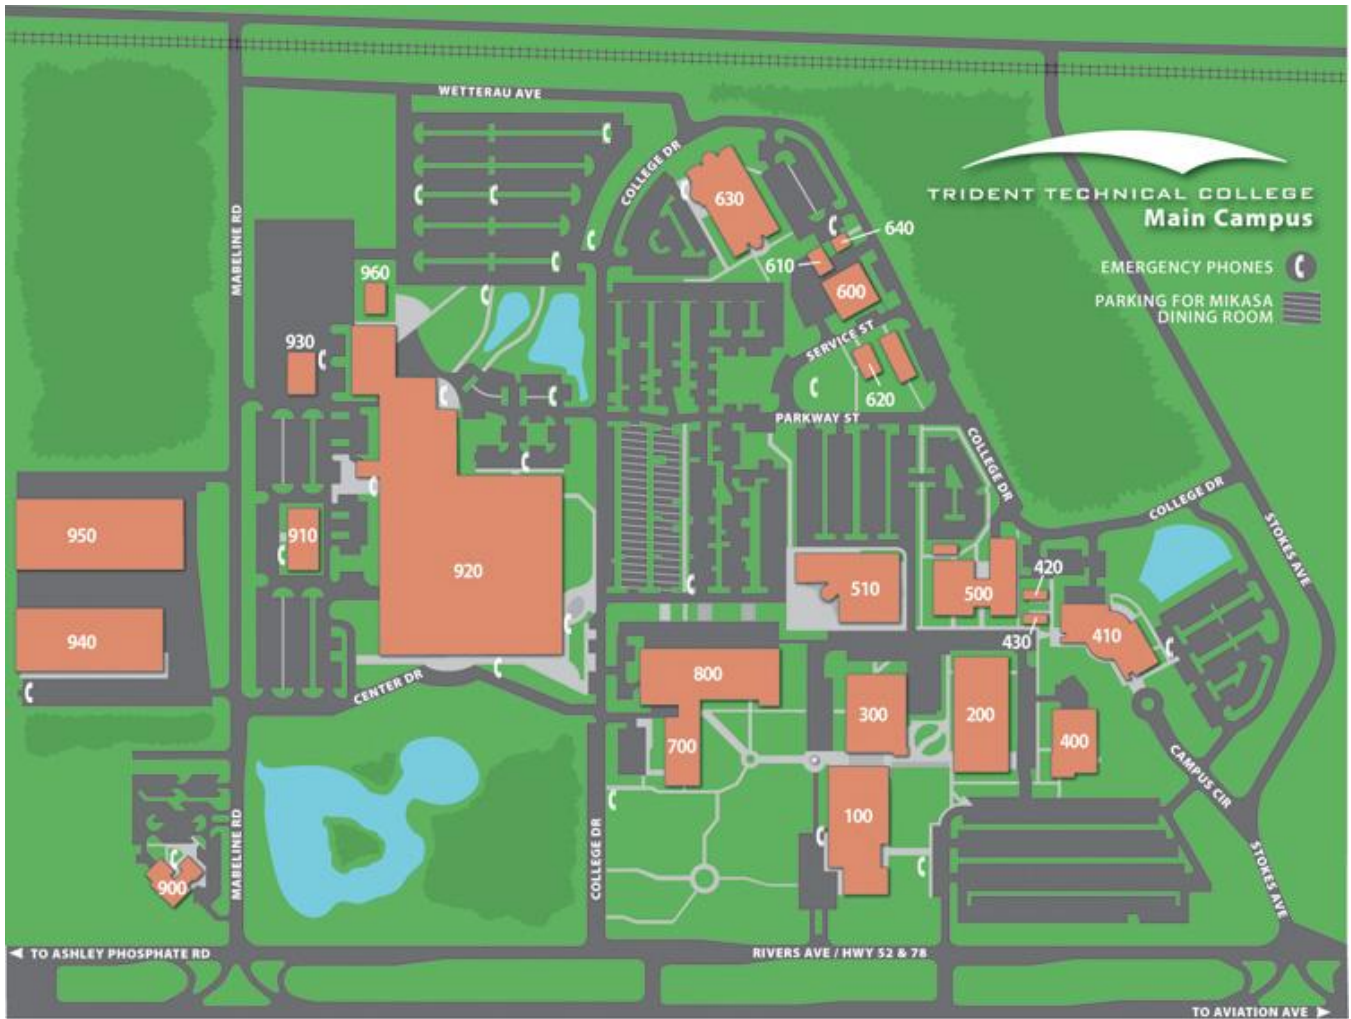 WETTERAU AVE
COLLEGE DR
MABELINE RD
630
TRIDENT TECHNICAL COLLEGE
Main Campus
640
610
600
EMERGENCY PHONES
PARKING FOR MIKASA
DINING ROOM
960
930
SERVICE ST
620
PARKWAY ST
COLLEGE DR
COLLEGE DR
STOKES AVE
950
910
920
510
500
420
430
410
940
CENTER DR
800
300
200
400
700
CAMPUS CIR
100
MABELINE RD
COLLEGE DR
STOKES AVE
900
TO ASHLEY PHOSPHATE RD
RIVERS AVE / HWY 52 & 78
TO AVIATION AVE